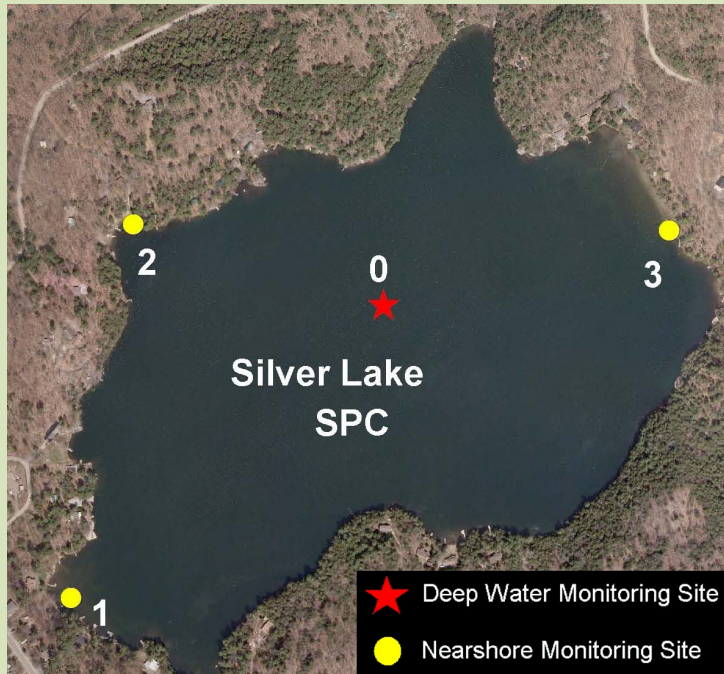 0
2
3
Silver Lake
SPC
1
Deep Water Monitoring Site
Nearshore Monitoring Site